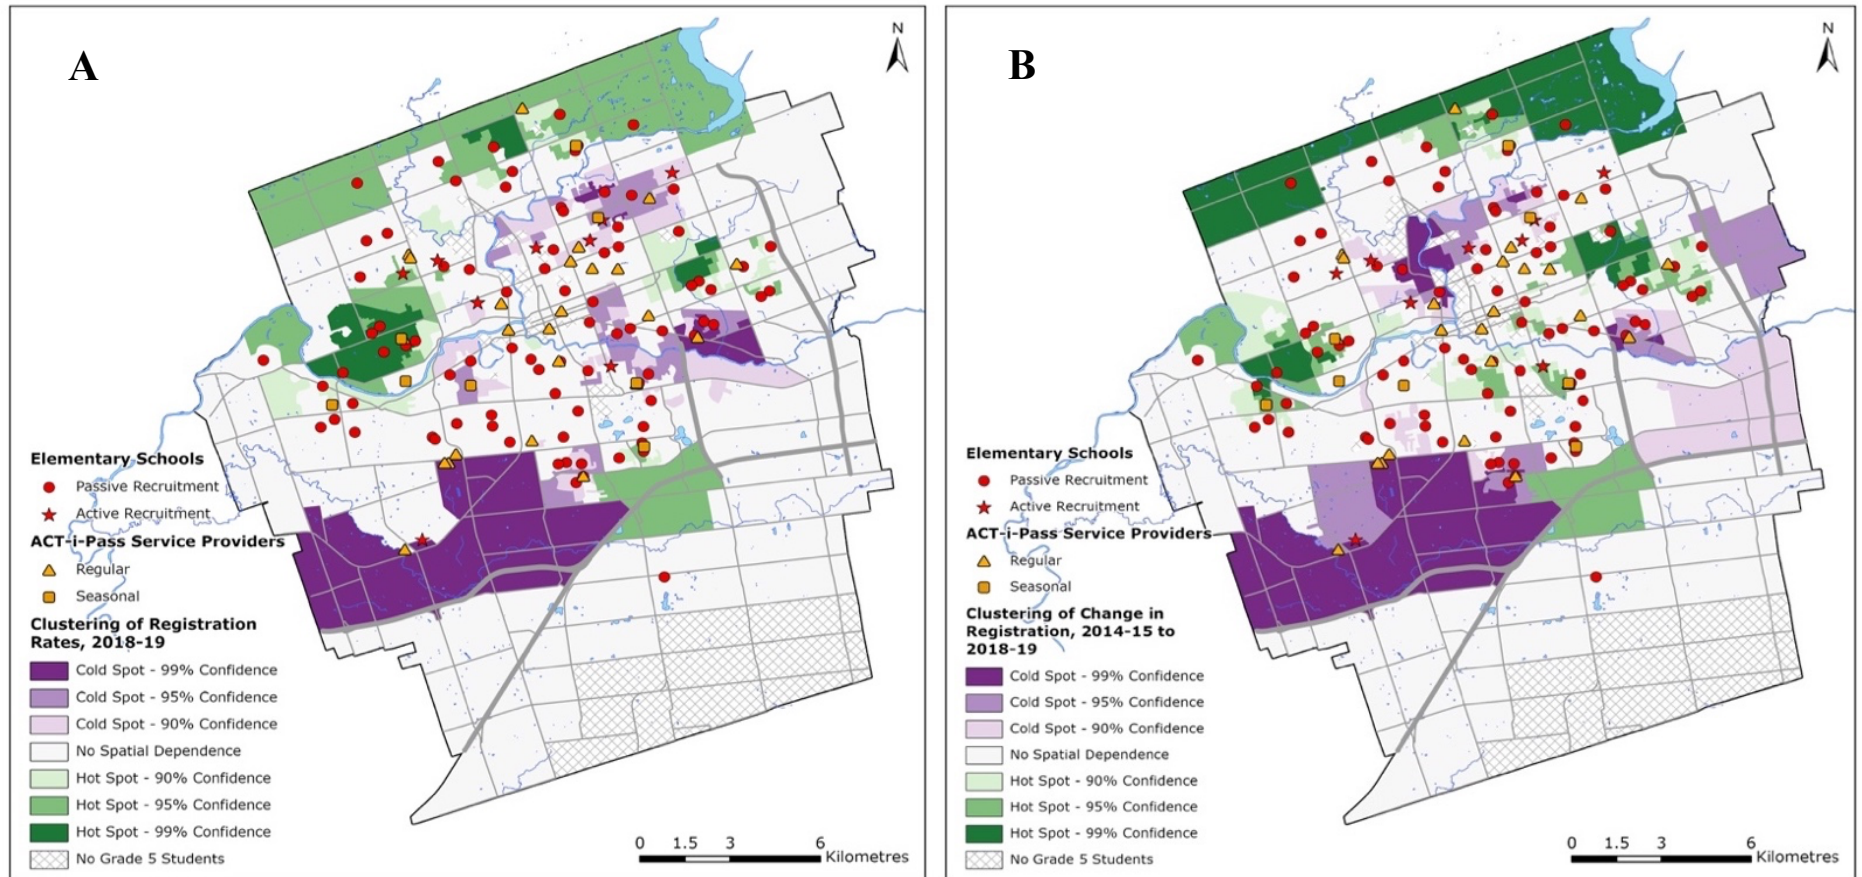 A
N
Elementary Schools
Passive Recruitment
Active Recruitment
ACT-i-Pass Service Providers
Regular
Seasonal
Clustering of Registration
Rates, 2018-19
Cold Spot - 99% Confidence
Cold Spot - 95% Confidence
Cold Spot - 90% Confidence
No Spatial Dependence
Hot Spot - 90% Confidence
Hot Spot - 95% Confidence
Hot Spot - 99% Confidence
No Grade 5 Students
0 1.5 3 6
Kilometres
B
N
Elementary Schools
Passive Recruitment
Active Recruitment
ACT-i-Pass Service Providers
Regular
Seasonal
Clustering of Change in
Registration, 2014-15 to
2018-19
Cold Spot - 99% Confidence
Cold Spot - 95% Confidence
Cold Spot - 90% Confidence
No Spatial Dependence
Hot Spot - 90% Confidence
Hot Spot - 95% Confidence
Hot Spot - 99% Confidence
No Grade 5 Students
0 1.5 3 6
Kilometres